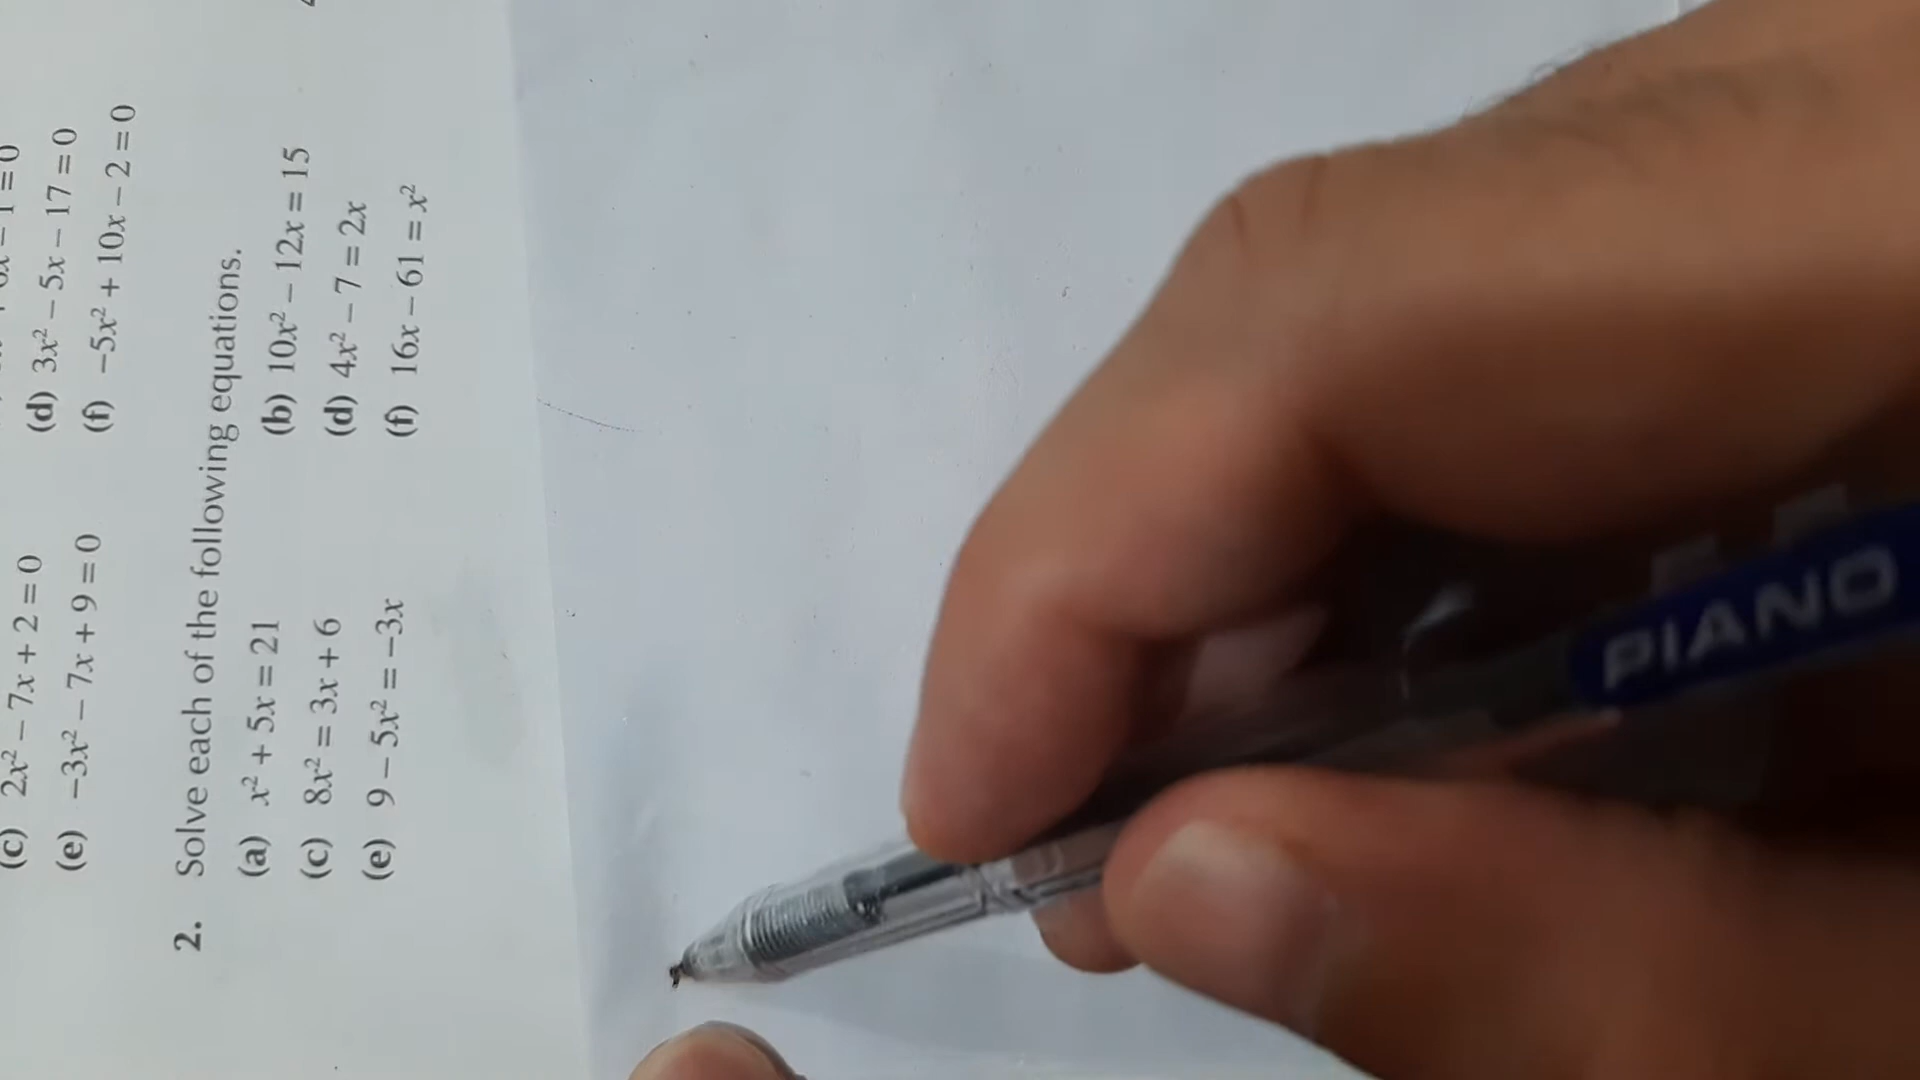 (c) 2x² − 7x + 2 = 0
(d) 3x² − 5x − 17 = 0
(e) −3x² − 7x + 9 = 0
(f) −5x² + 10x − 2 = 0
2. Solve each of the following equations.
(a) x² + 5x = 21
(b) 10x² − 12x = 15
(c) 8x² = 3x + 6
(d) 4x² − 7 = 2x
(e) 9 − 5x² = −3x
(f) 16x − 61 = x²
PIANO